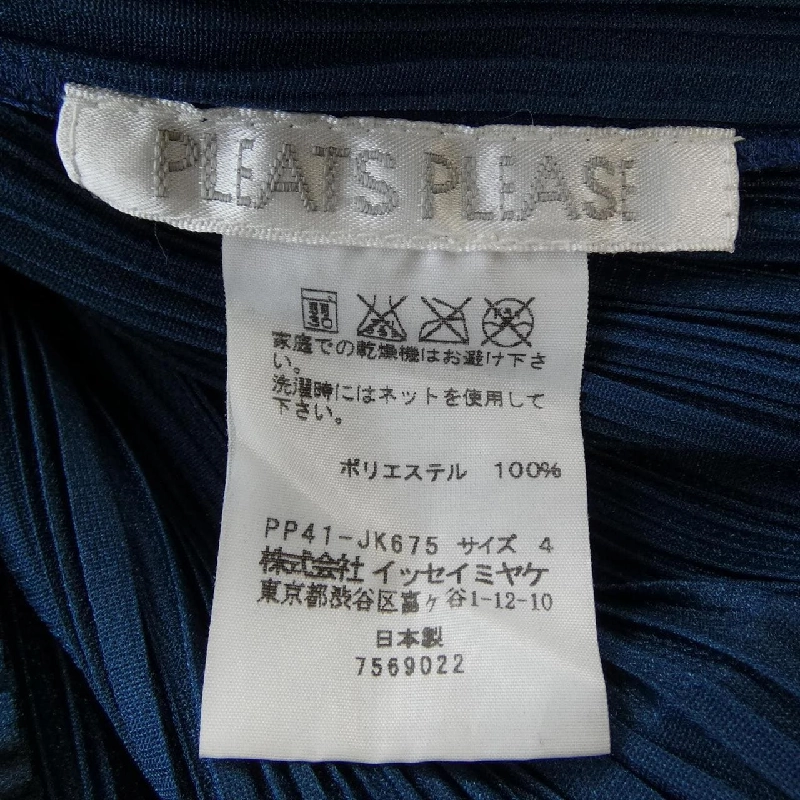 PLEATS PLEASE
家庭での乾燥機はお避け下さ
い。
洗濯時にはネットを使用して
下さい。
ポリエステル 100%
PP41-JK675 サイズ 4
株式会社 イッセイミヤケ
東京都渋谷区富ヶ谷1-12-10
日本製
7569022